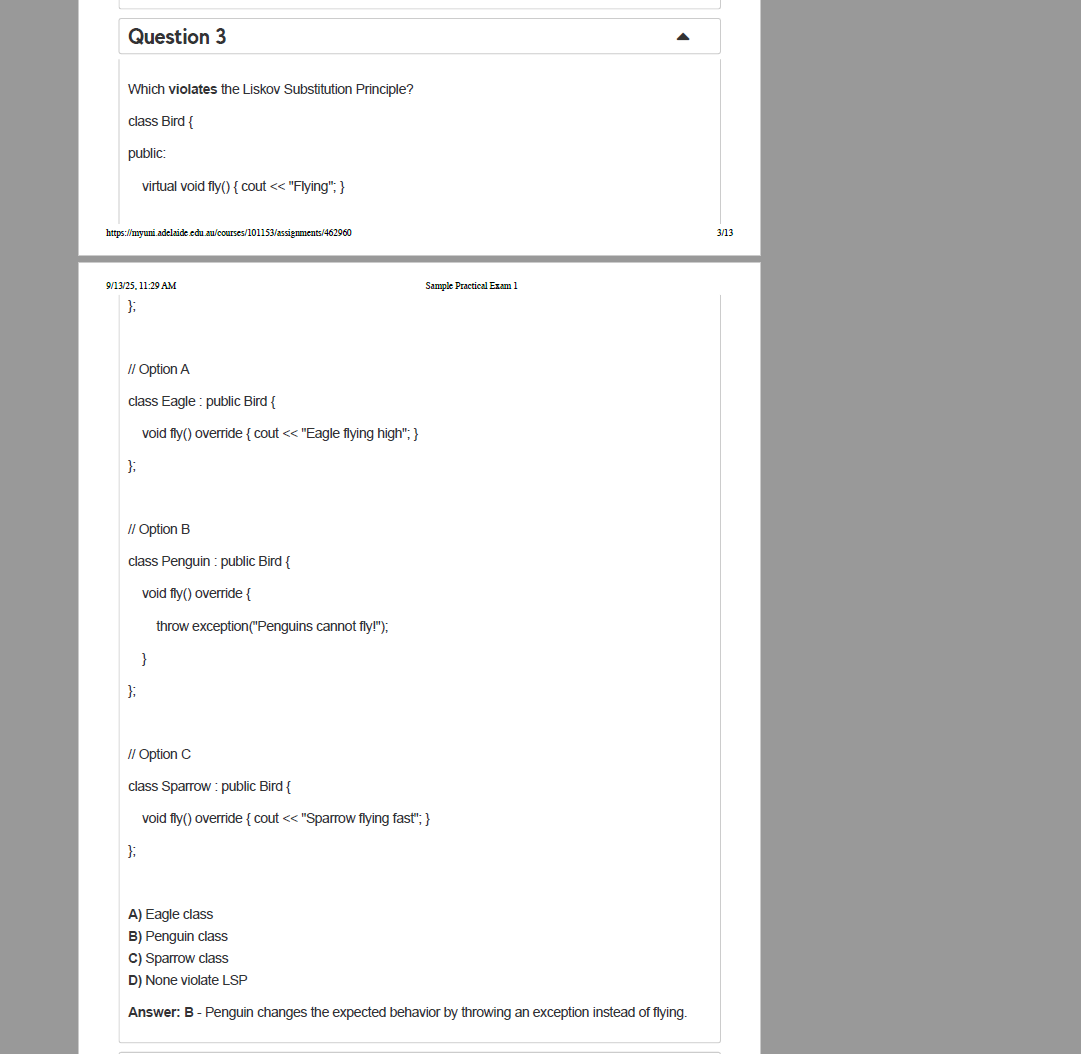 Question 3
Which violates the Liskov Substitution Principle?
class Bird {
public:
virtual void fly() { cout << "Flying"; }
https://myuni.adelaide.edu.au/courses/101153/assignments/462960 3/13
9/13/25, 11:29 AM Sample Practical Exam 1
};
// Option A
class Eagle : public Bird {
void fly() override { cout << "Eagle flying high"; }
};
// Option B
class Penguin : public Bird {
void fly() override {
throw exception("Penguins cannot fly!");
}
};
// Option C
class Sparrow : public Bird {
void fly() override { cout << "Sparrow flying fast"; }
};
A) Eagle class
B) Penguin class
C) Sparrow class
D) None violate LSP
Answer: B - Penguin changes the expected behavior by throwing an exception instead of flying.